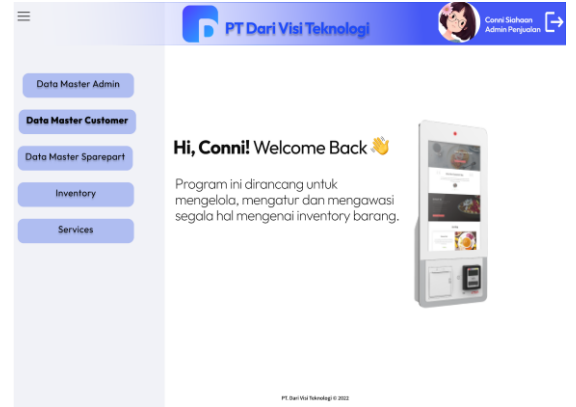 PT Dari Visi Teknologi
Conni Siahaan
Admin Penjualan
Data Master Admin
Data Master Customer
Data Master Sparepart
Inventory
Services
Hi, Conni! Welcome Back 👋
Program ini dirancang untuk
mengelola, mengatur dan mengawasi
segala hal mengenai inventory barang.
PT. Dari Visi Teknologi © 2022